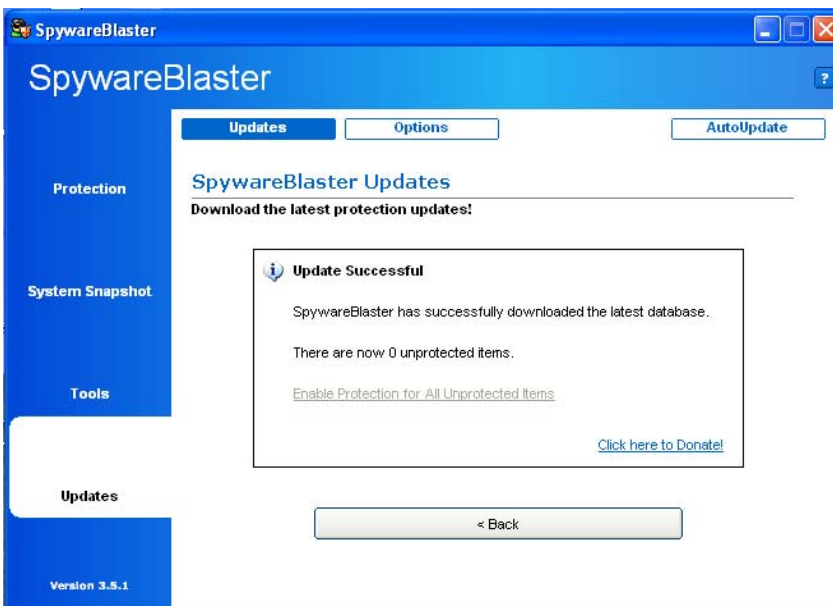 SpywareBlaster
SpywareBlaster
?
Updates
Options
AutoUpdate
Protection
SpywareBlaster Updates
Download the latest protection updates!
System Snapshot
Update Successful
SpywareBlaster has successfully downloaded the latest database.
There are now 0 unprotected items.
Enable Protection for All Unprotected Items
Click here to Donate!
Tools
Updates
< Back
Version 3.5.1